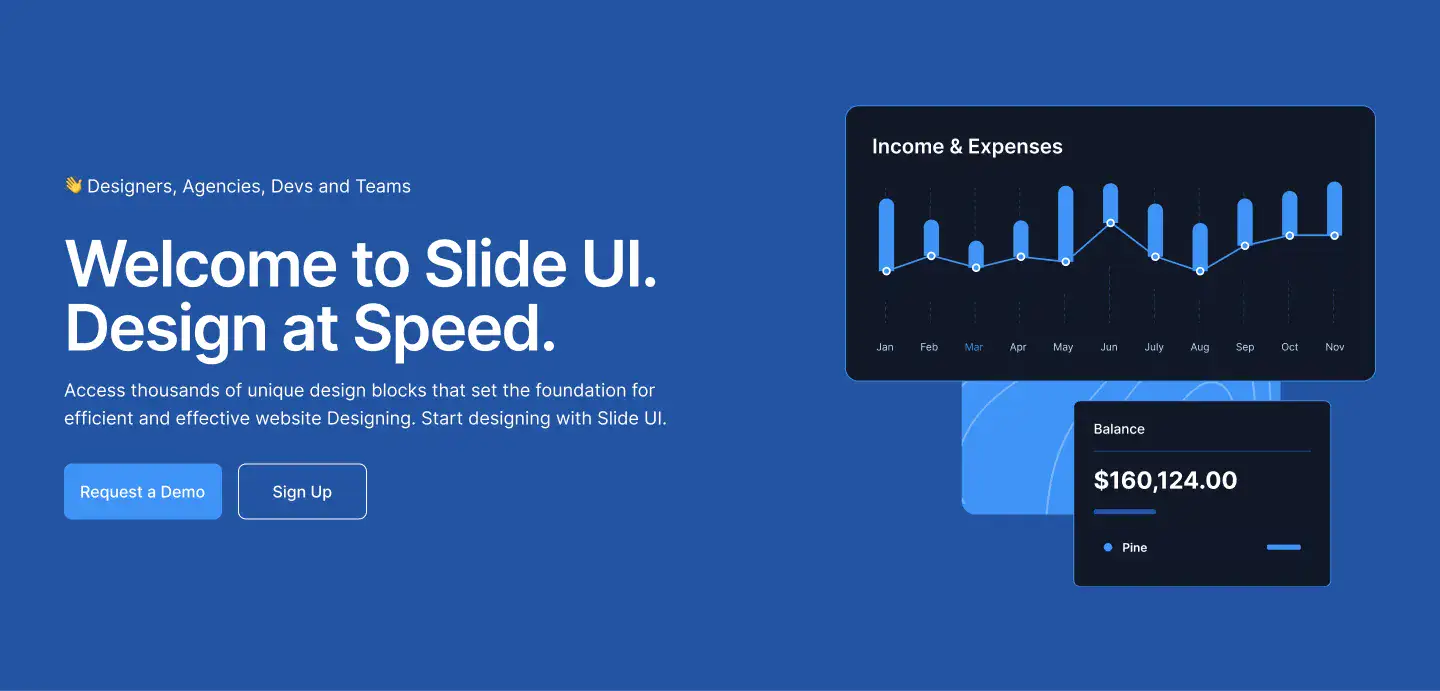 👋 Designers, Agencies, Devs and Teams
Welcome to Slide UI.
Design at Speed.
Access thousands of unique design blocks that set the foundation for
efficient and effective website Designing. Start designing with Slide UI.
Request a Demo
Sign Up
Income & Expenses
Jan Feb Mar Apr May Jun July Aug Sep Oct Nov
Balance
$160,124.00
Pine